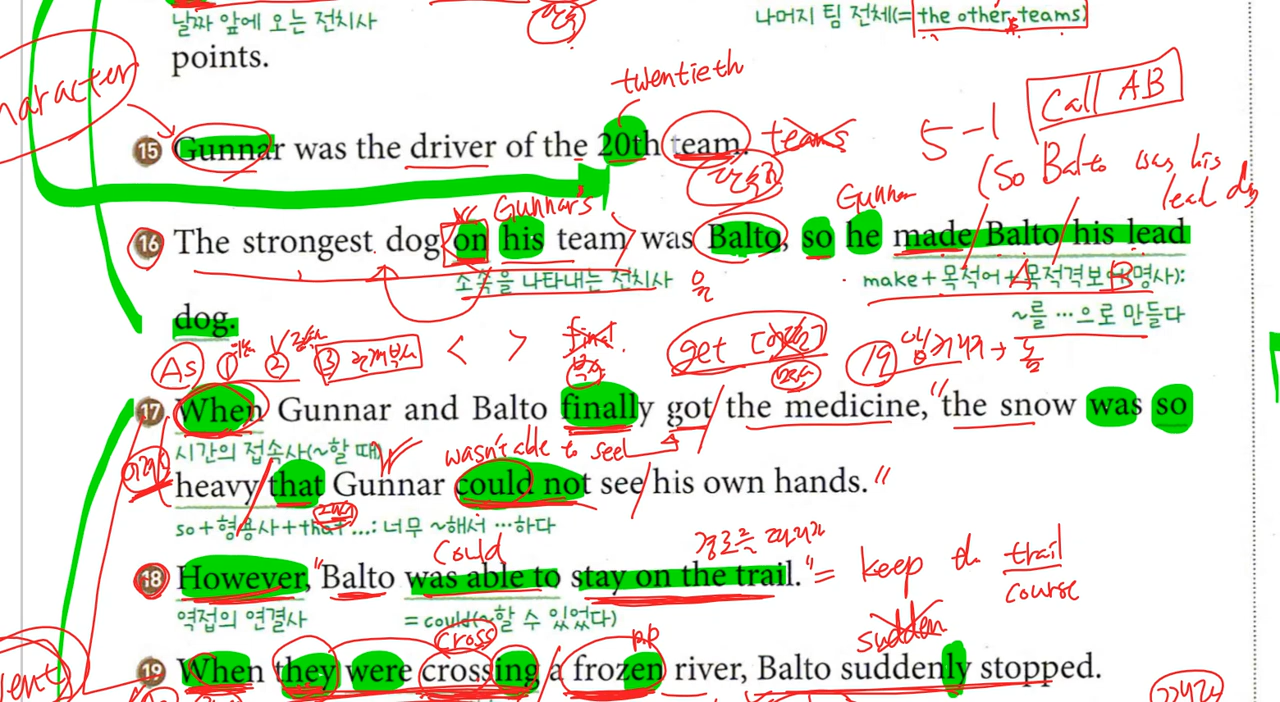 날짜 앞에 오는 전치사
나머지 팀 전체(= the other teams)
points.
twentieth
Call AB
15 Gunnar was the driver of the 20th team. teams
5-1
(So Balto was his lead dog
Gunnar's
Gunnar
16 The strongest dog on his team was Balto, so he made Balto his lead
소속을 나타내는 전치사
make + 목적어 + 목적격보어(명사):
A
B
~를 …으로 만들다
dog.
As ① ② ③ < >
final
get
17 When Gunnar and Balto finally got the medicine, "the snow was so
시간의 접속사(~할 때)
wasn't able to see
heavy that Gunnar could not see his own hands."
so + 형용사 + that …: 너무 ~해서 …하다
could
18 However, "Balto was able to stay on the trail." = keep the trail
course
역접의 연결사
= could(~할 수 있었다)
cross
p.p
sudden
19 When they were crossing a frozen river, Balto suddenly stopped.